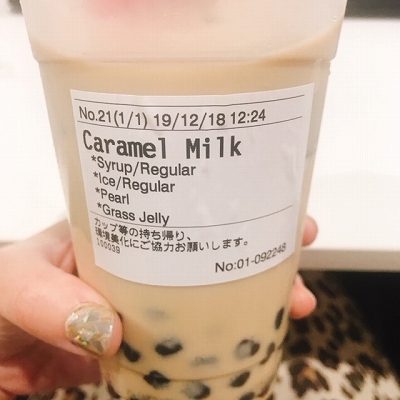 No.21(1/1) 19/12/18 12:24
Caramel Milk
*Syrup/Regular
*Ice/Regular
*Pearl
*Grass Jelly
カップ等の持ち帰り、
環境美化にご協力お願いします。
100039
No:01-092248